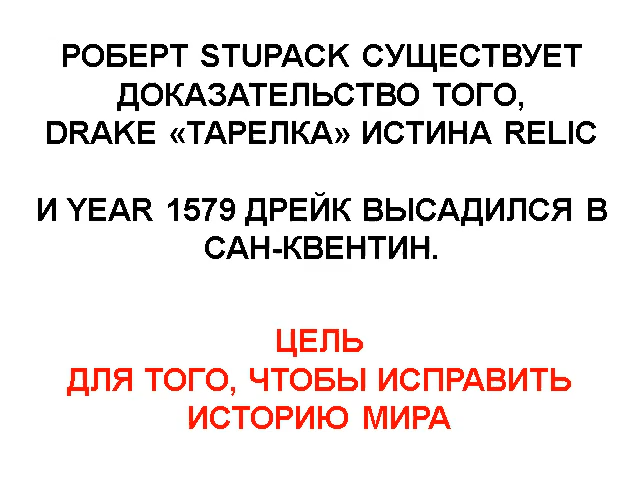 РОБЕРТ STUPACK СУЩЕСТВУЕТ
ДОКАЗАТЕЛЬСТВО ТОГО,
DRAKE «ТАРЕЛКА» ИСТИНА RELIC
И YEAR 1579 ДРЕЙК ВЫСАДИЛСЯ В
САН-КВЕНТИН.
ЦЕЛЬ
ДЛЯ ТОГО, ЧТОБЫ ИСПРАВИТЬ
ИСТОРИЮ МИРА